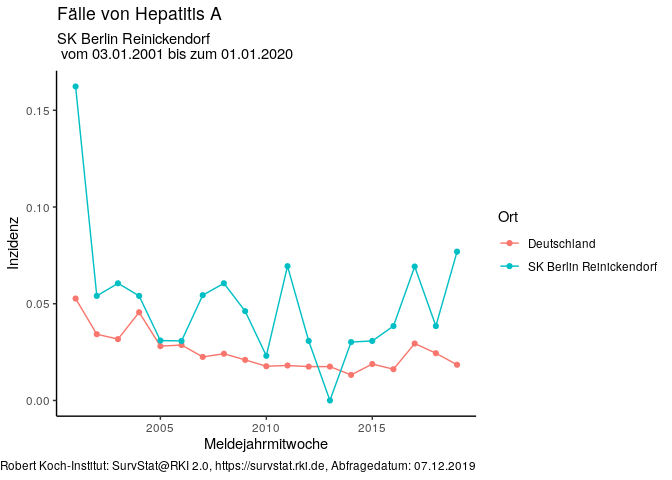 Fälle von Hepatitis A
SK Berlin Reinickendorf
vom 03.01.2001 bis zum 01.01.2020
0.15
0.10
0.05
0.00
Inzidenz
2005 2010 2015
Meldejahrmitwoche
Ort
Deutschland
SK Berlin Reinickendorf
Robert Koch-Institut: SurvStat@RKI 2.0, https://survstat.rki.de, Abfragedatum: 07.12.2019